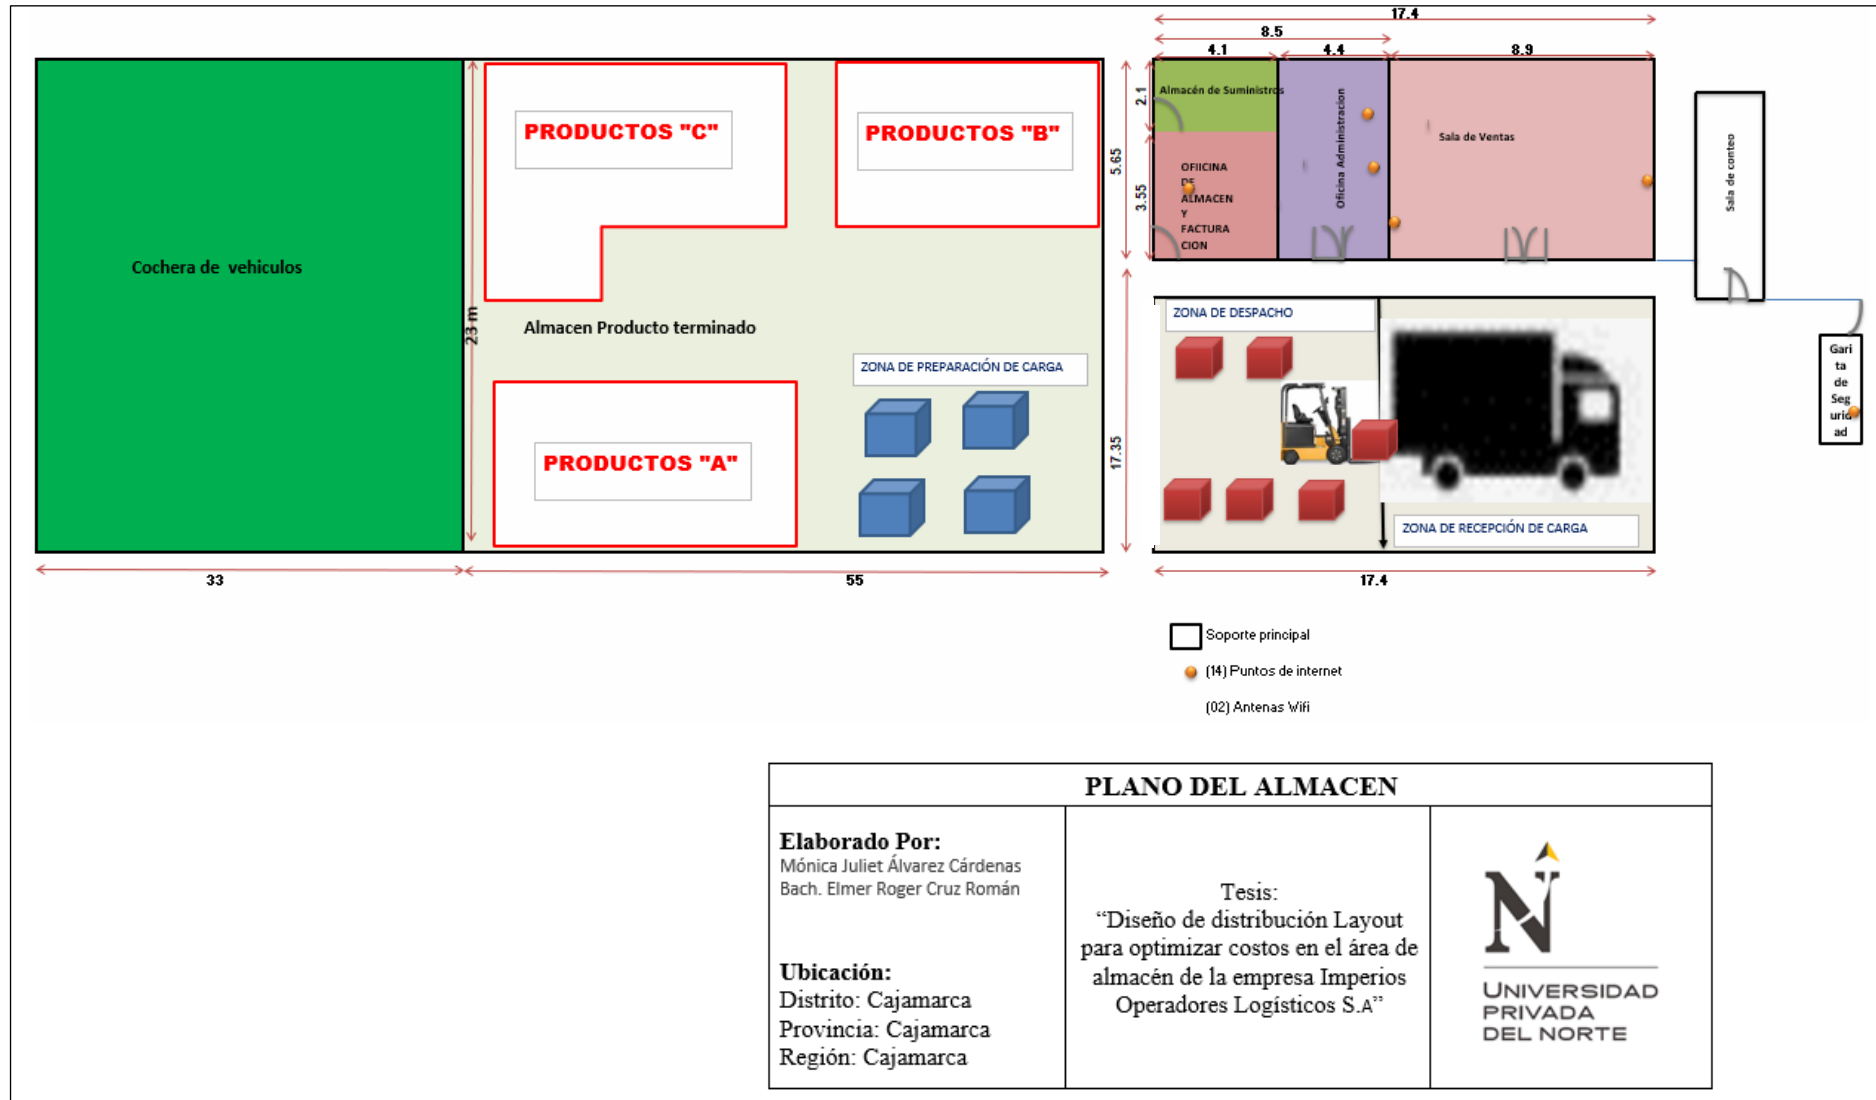 17.4
8.5
4.1
4.4
8.9
Cochera de vehiculos
23 m
PRODUCTOS "C"
PRODUCTOS "B"
Almacen Producto terminado
ZONA DE PREPARACIÓN DE CARGA
PRODUCTOS "A"
33
55
2.1
5.65
3.55
17.35
Almacén de Suministros
OFIICINA
DE
ALMACEN
Y
FACTURA
CION
Oficina Administracion
Sala de Ventas
Sala de conteo
Gari
ta
de
Seg
urid
ad
ZONA DE DESPACHO
ZONA DE RECEPCIÓN DE CARGA
17.4
Soporte principal
(14) Puntos de internet
(02) Antenas Wifi
PLANO DEL ALMACEN
Elaborado Por:
Mónica Juliet Álvarez Cárdenas
Bach. Elmer Roger Cruz Román
Ubicación:
Distrito: Cajamarca
Provincia: Cajamarca
Región: Cajamarca
Tesis:
“Diseño de distribución Layout
para optimizar costos en el área de
almacén de la empresa Imperios
Operadores Logísticos S.A”
N
UNIVERSIDAD
PRIVADA
DEL NORTE